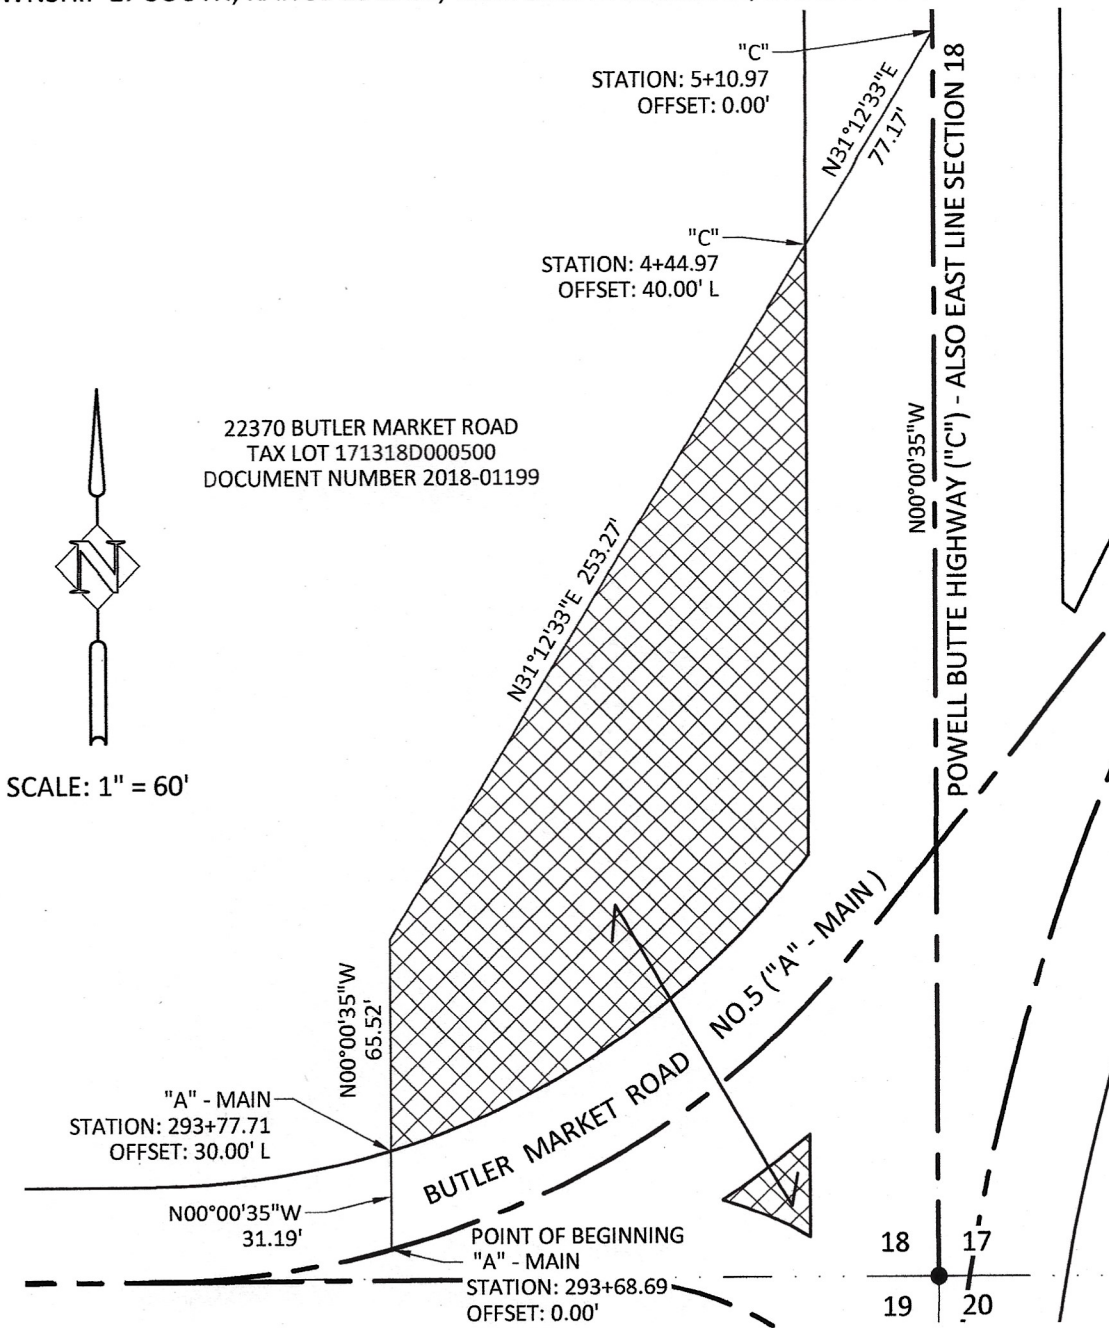 "C"
STATION: 5+10.97
OFFSET: 0.00'
N31°12'33"E
77.17'
"C"
STATION: 4+44.97
OFFSET: 40.00' L
POWELL BUTTE HIGHWAY ("C") - ALSO EAST LINE SECTION 18
N00°00'35"W
22370 BUTLER MARKET ROAD
TAX LOT 171318D000500
DOCUMENT NUMBER 2018-01199
N
N31°12'33"E 253.27'
SCALE: 1" = 60'
N00°00'35"W
65.52'
"A" - MAIN
STATION: 293+77.71
OFFSET: 30.00' L
BUTLER MARKET ROAD NO.5 ("A" - MAIN )
N00°00'35"W
31.19'
POINT OF BEGINNING
"A" - MAIN
STATION: 293+68.69
OFFSET: 0.00'
18 17
19 20